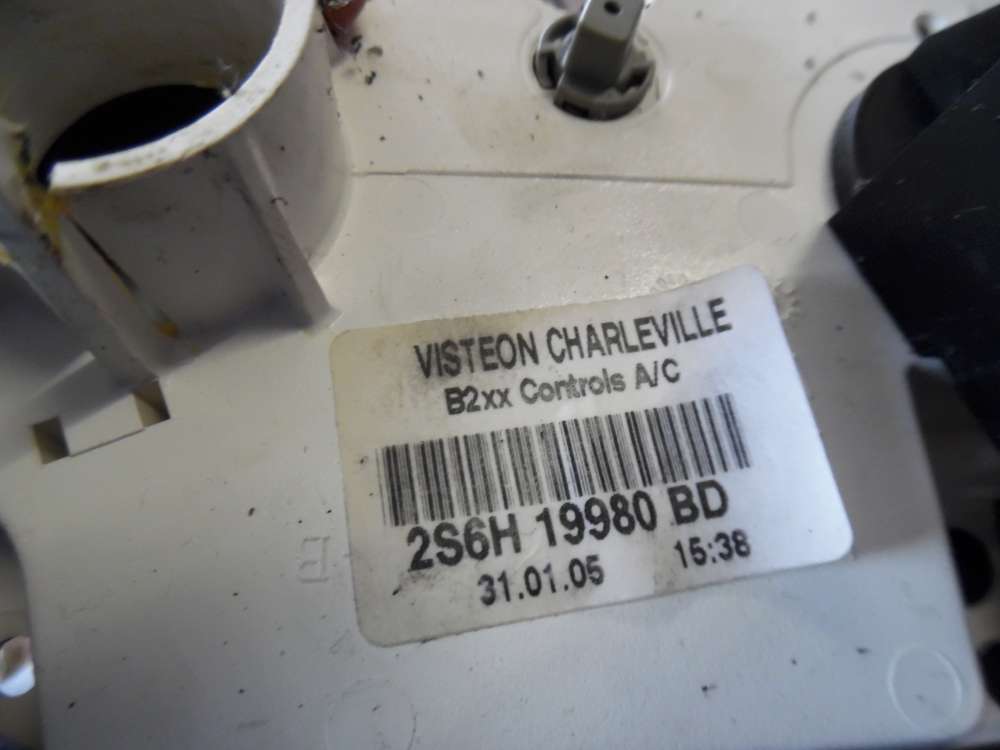 VISTEON CHARLEVILLE
B2xx Controls A/C
2S6H 19980 BD
31.01.05 15:38